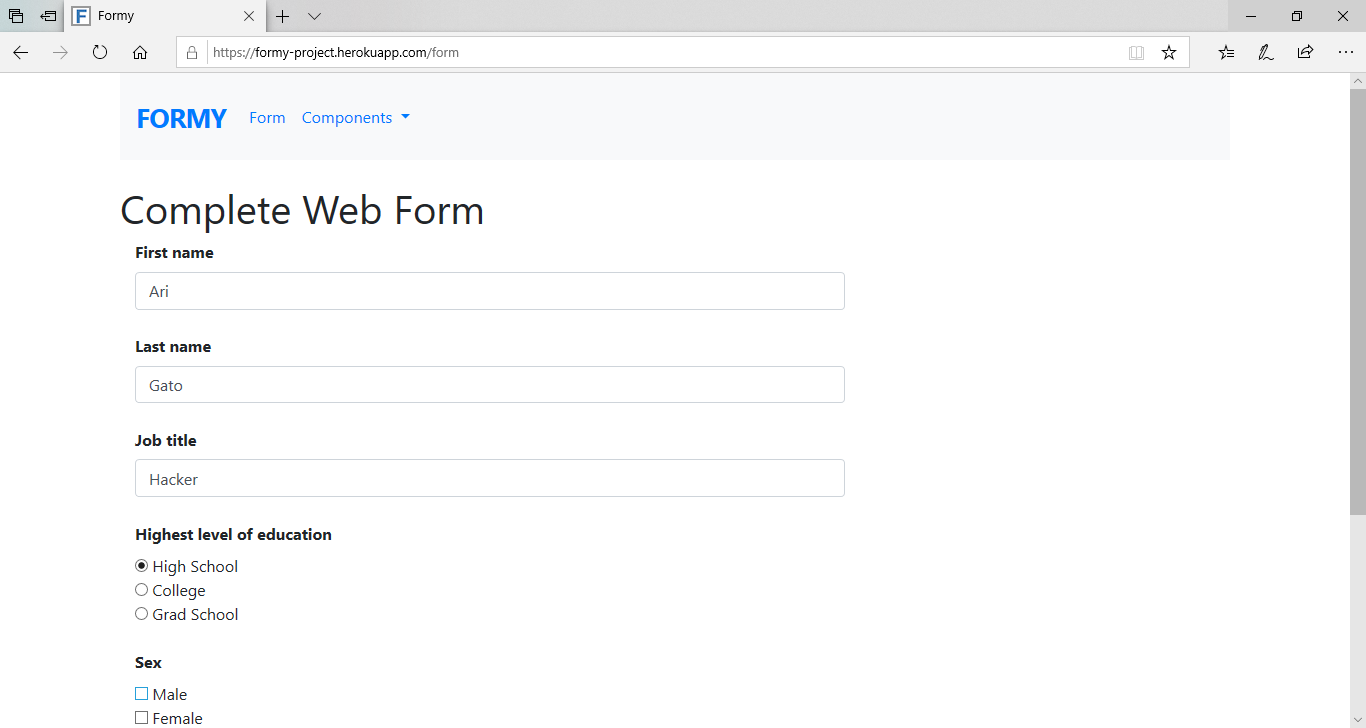 Formy
https://formy-project.herokuapp.com/form
FORMY Form Components
Complete Web Form
First name
Ari
Last name
Gato
Job title
Hacker
Highest level of education
High School
College
Grad School
Sex
Male
Female